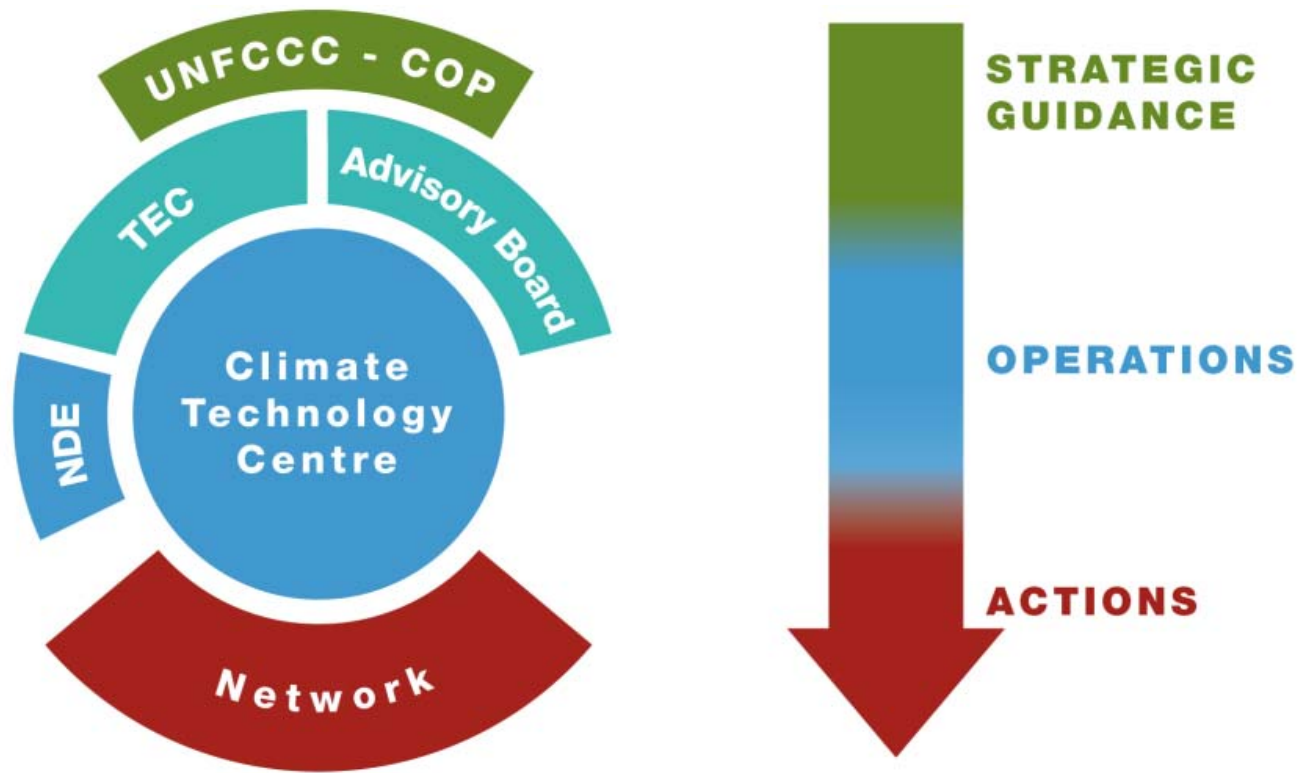 UNFCCC - COP
TEC
Advisory Board
NDE
Climate
Technology
Centre
Network
STRATEGIC
GUIDANCE
OPERATIONS
ACTIONS